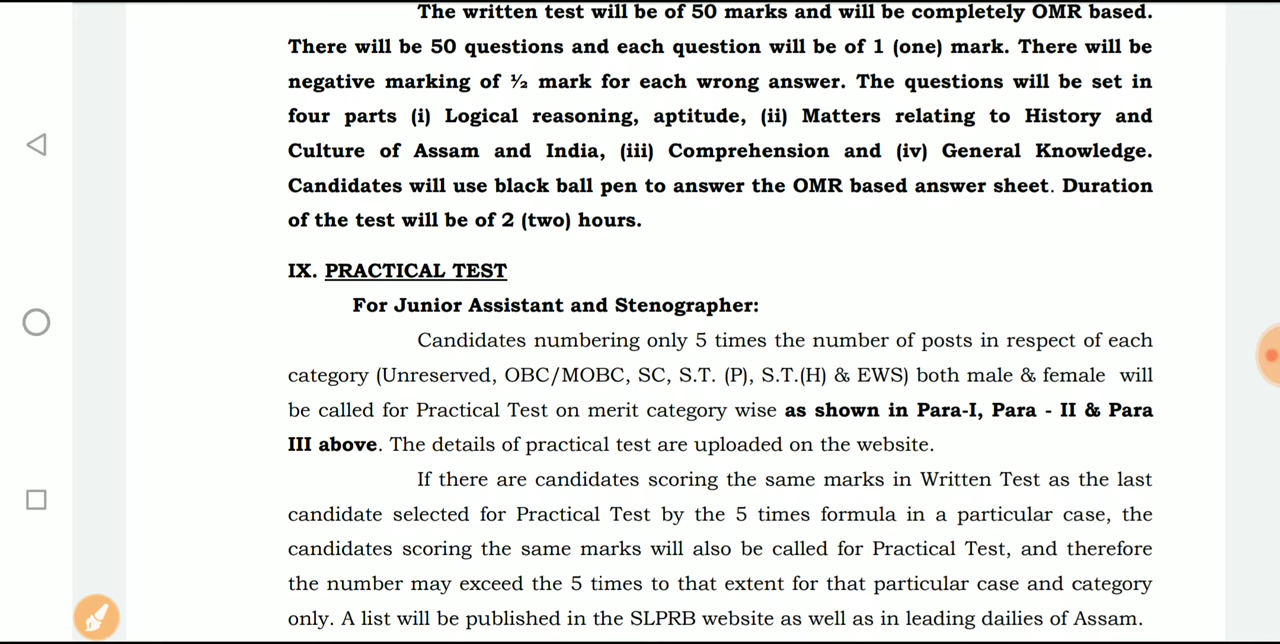 The written test will be of 50 marks and will be completely OMR based.
There will be 50 questions and each question will be of 1 (one) mark. There will be
negative marking of ½ mark for each wrong answer. The questions will be set in
four parts (i) Logical reasoning, aptitude, (ii) Matters relating to History and
Culture of Assam and India, (iii) Comprehension and (iv) General Knowledge.
Candidates will use black ball pen to answer the OMR based answer sheet. Duration
of the test will be of 2 (two) hours.
IX. PRACTICAL TEST
For Junior Assistant and Stenographer:
Candidates numbering only 5 times the number of posts in respect of each
category (Unreserved, OBC/MOBC, SC, S.T. (P), S.T.(H) & EWS) both male & female will
be called for Practical Test on merit category wise as shown in Para-I, Para - II & Para
III above. The details of practical test are uploaded on the website.
If there are candidates scoring the same marks in Written Test as the last
candidate selected for Practical Test by the 5 times formula in a particular case, the
candidates scoring the same marks will also be called for Practical Test, and therefore
the number may exceed the 5 times to that extent for that particular case and category
only. A list will be published in the SLPRB website as well as in leading dailies of Assam.